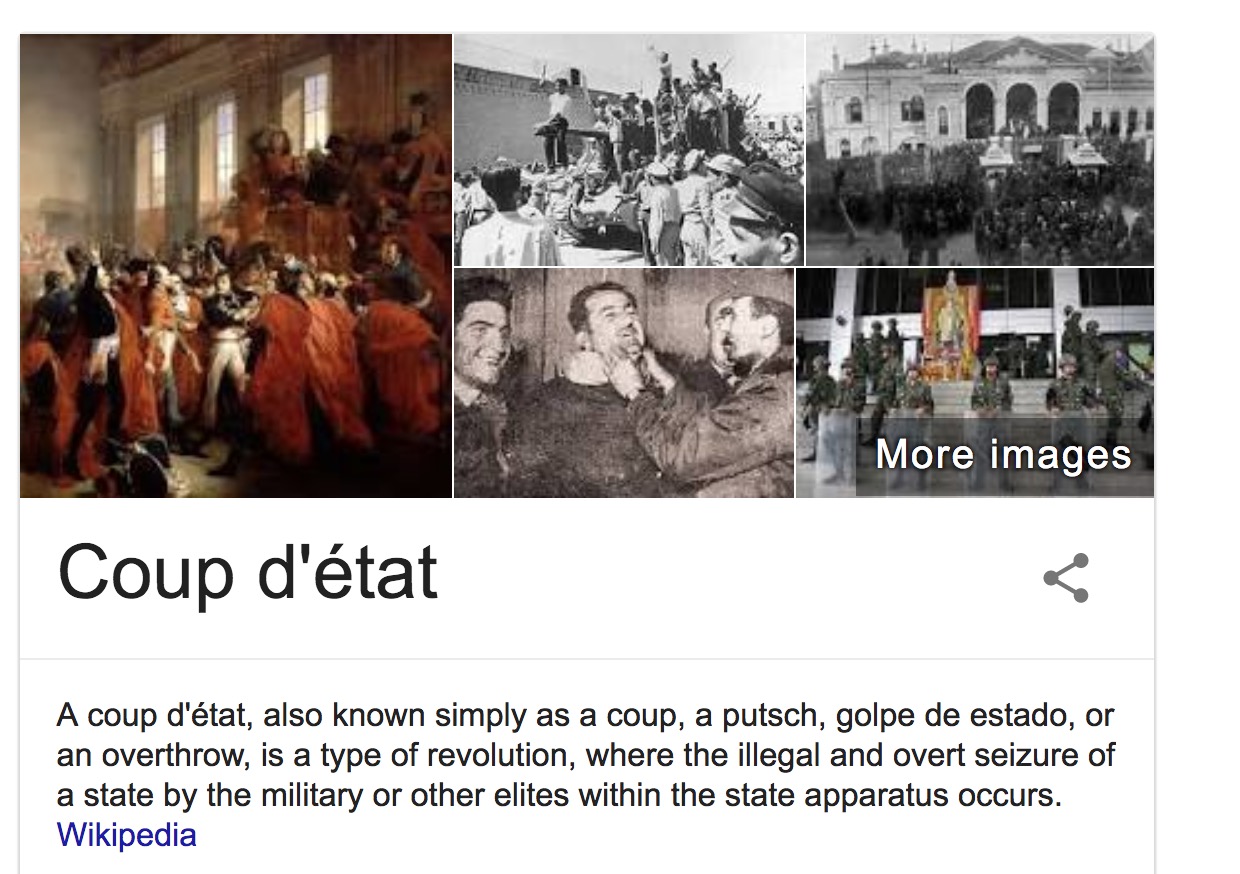 More images
Coup d'état
A coup d'état, also known simply as a coup, a putsch, golpe de estado, or
an overthrow, is a type of revolution, where the illegal and overt seizure of
a state by the military or other elites within the state apparatus occurs.
Wikipedia